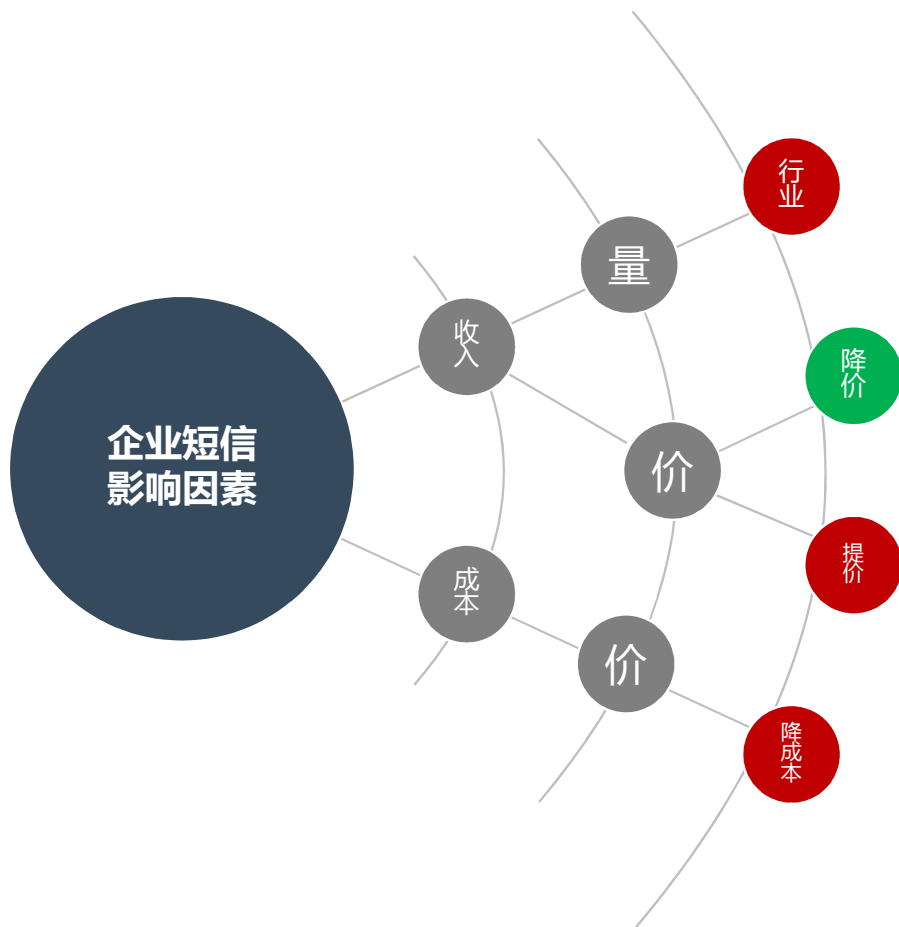 企业短信
影响因素
收
入
成
本
量
价
价
行
业
降
价
提
价
降
成
本